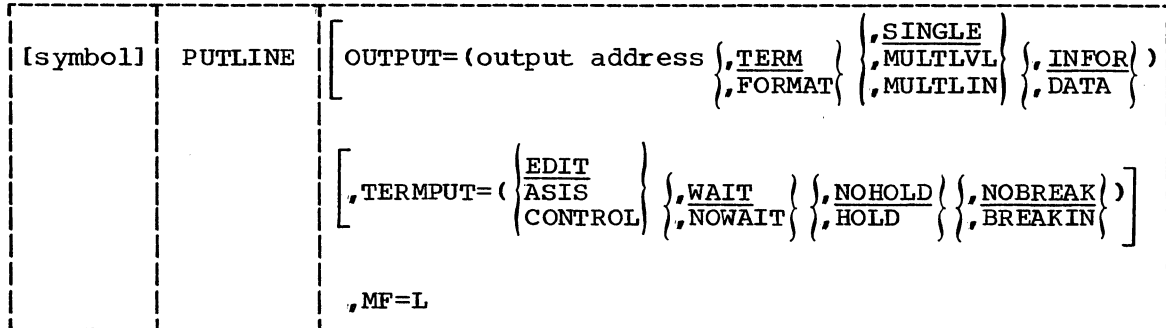 ,SINGLE
[symbol] PUTLINE [ OUTPUT=(output address {,TERM {,MULTLVL {,INFOR )
,FORMAT} ,MULTLIN} ,DATA }
EDIT
[,TERMPUT=( {ASIS {,WAIT {,NOHOLD {,NOBREAK )]
CONTROL} ,NOWAIT} ,HOLD } ,BREAKIN}
,MF=L